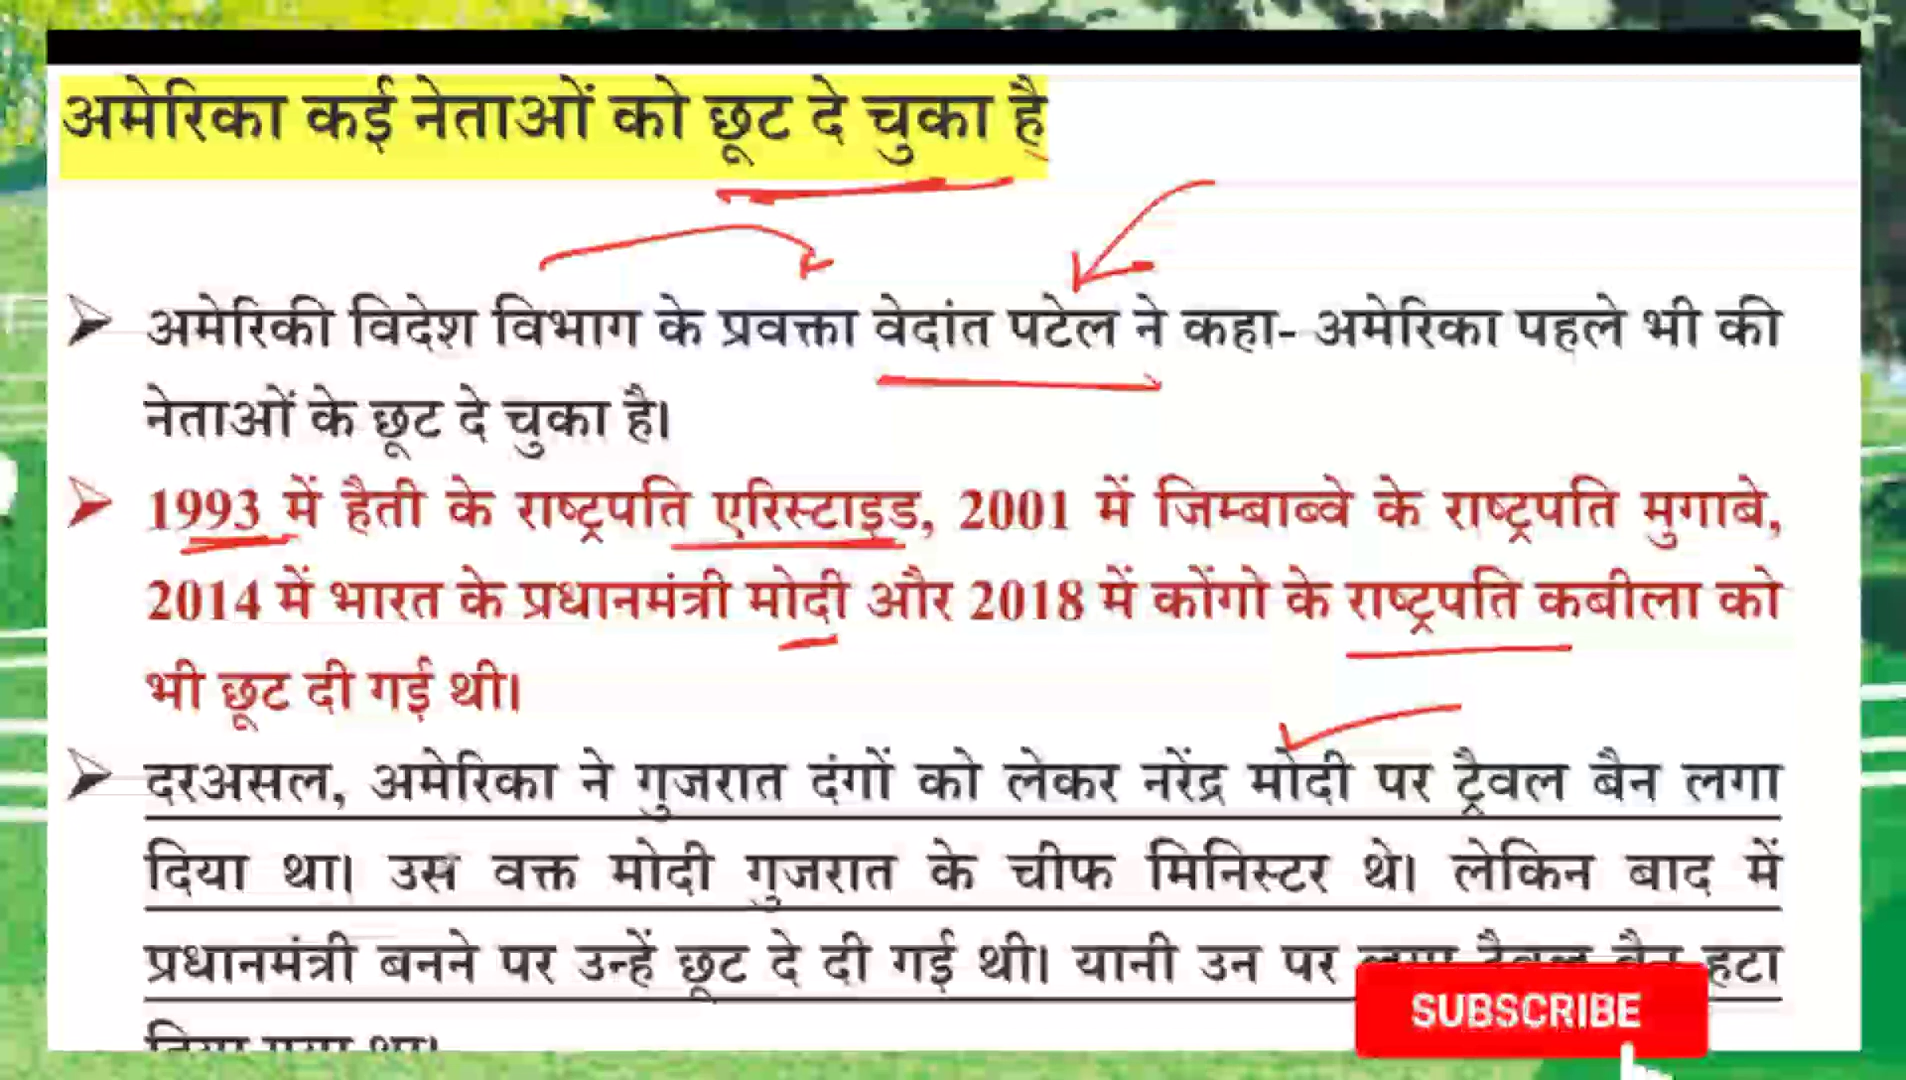 अमेरिका कई नेताओं को छूट दे चुका है
अमेरिकी विदेश विभाग के प्रवक्ता वेदांत पटेल ने कहा- अमेरिका पहले भी की
नेताओं के छूट दे चुका है।
1993 में हैती के राष्ट्रपति एरिस्टाइड, 2001 में जिम्बाब्वे के राष्ट्रपति मुगाबे,
2014 में भारत के प्रधानमंत्री मोदी और 2018 में कोंगो के राष्ट्रपति कबीला को
भी छूट दी गई थी।
दरअसल, अमेरिका ने गुजरात दंगों को लेकर नरेंद्र मोदी पर ट्रैवल बैन लगा
दिया था। उस वक्त मोदी गुजरात के चीफ मिनिस्टर थे। लेकिन बाद में
प्रधानमंत्री बनने पर उन्हें छूट दे दी गई थी। यानी उन पर हटा
SUBSCRIBE